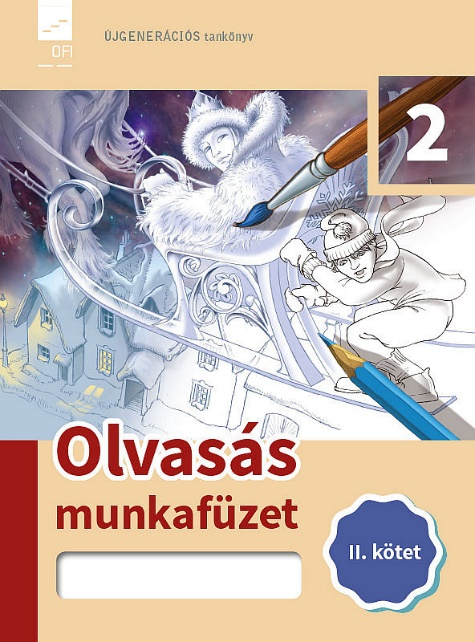 OFI
ÚJGENERÁCIÓS tankönyv
2
Olvasás
munkafüzet
II. kötet